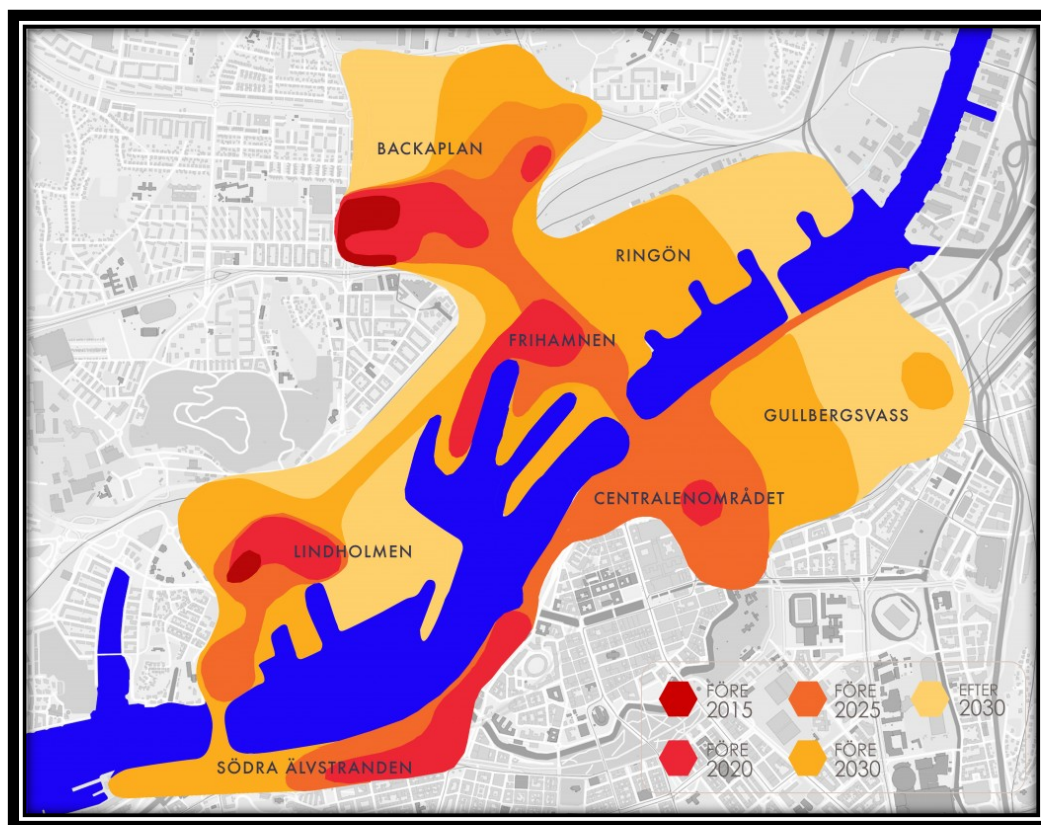 BACKAPLAN
RINGÖN
FRIHAMNEN
GULLBERGSVASS
CENTRALENOMRÅDET
LINDHOLMEN
SÖDRA ÄLVSTRANDEN
FÖRE
2015
FÖRE
2025
EFTER
2030
FÖRE
2020
FÖRE
2030